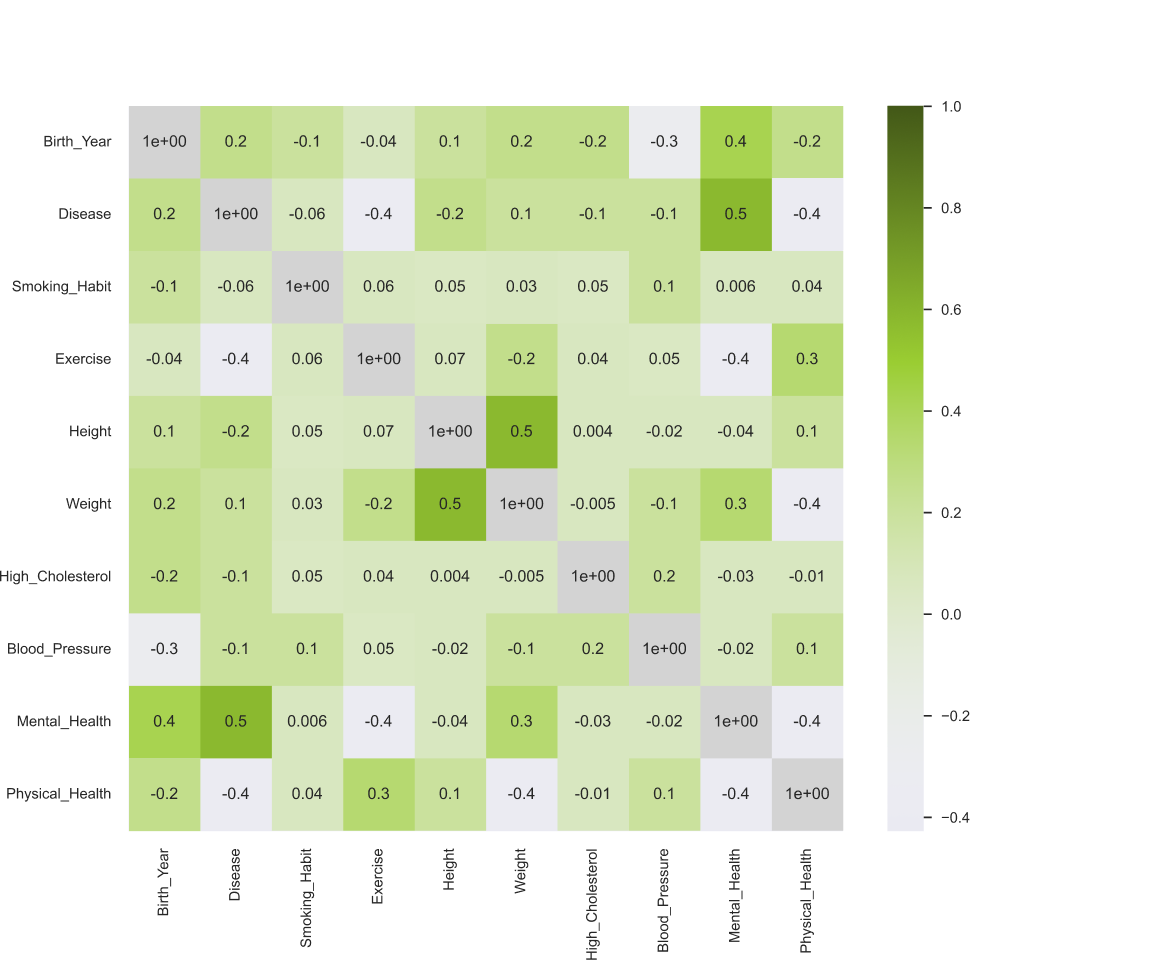 Birth_Year 1e+00 0.2 -0.1 -0.04 0.1 0.2 -0.2 -0.3 0.4 -0.2
Disease 0.2 1e+00 -0.06 -0.4 -0.2 0.1 -0.1 -0.1 0.5 -0.4
Smoking_Habit -0.1 -0.06 1e+00 0.06 0.05 0.03 0.05 0.1 0.006 0.04
Exercise -0.04 -0.4 0.06 1e+00 0.07 -0.2 0.04 0.05 -0.4 0.3
Height 0.1 -0.2 0.05 0.07 1e+00 0.5 0.004 -0.02 -0.04 0.1
Weight 0.2 0.1 0.03 -0.2 0.5 1e+00 -0.005 -0.1 0.3 -0.4
High_Cholesterol -0.2 -0.1 0.05 0.04 0.004 -0.005 1e+00 0.2 -0.03 -0.01
Blood_Pressure -0.3 -0.1 0.1 0.05 -0.02 -0.1 0.2 1e+00 -0.02 0.1
Mental_Health 0.4 0.5 0.006 -0.4 -0.04 0.3 -0.03 -0.02 1e+00 -0.4
Physical_Health -0.2 -0.4 0.04 0.3 0.1 -0.4 -0.01 0.1 -0.4 1e+00
Birth_Year
Disease
Smoking_Habit
Exercise
Height
Weight
High_Cholesterol
Blood_Pressure
Mental_Health
Physical_Health
1.0
0.8
0.6
0.4
0.2
0.0
−0.2
−0.4